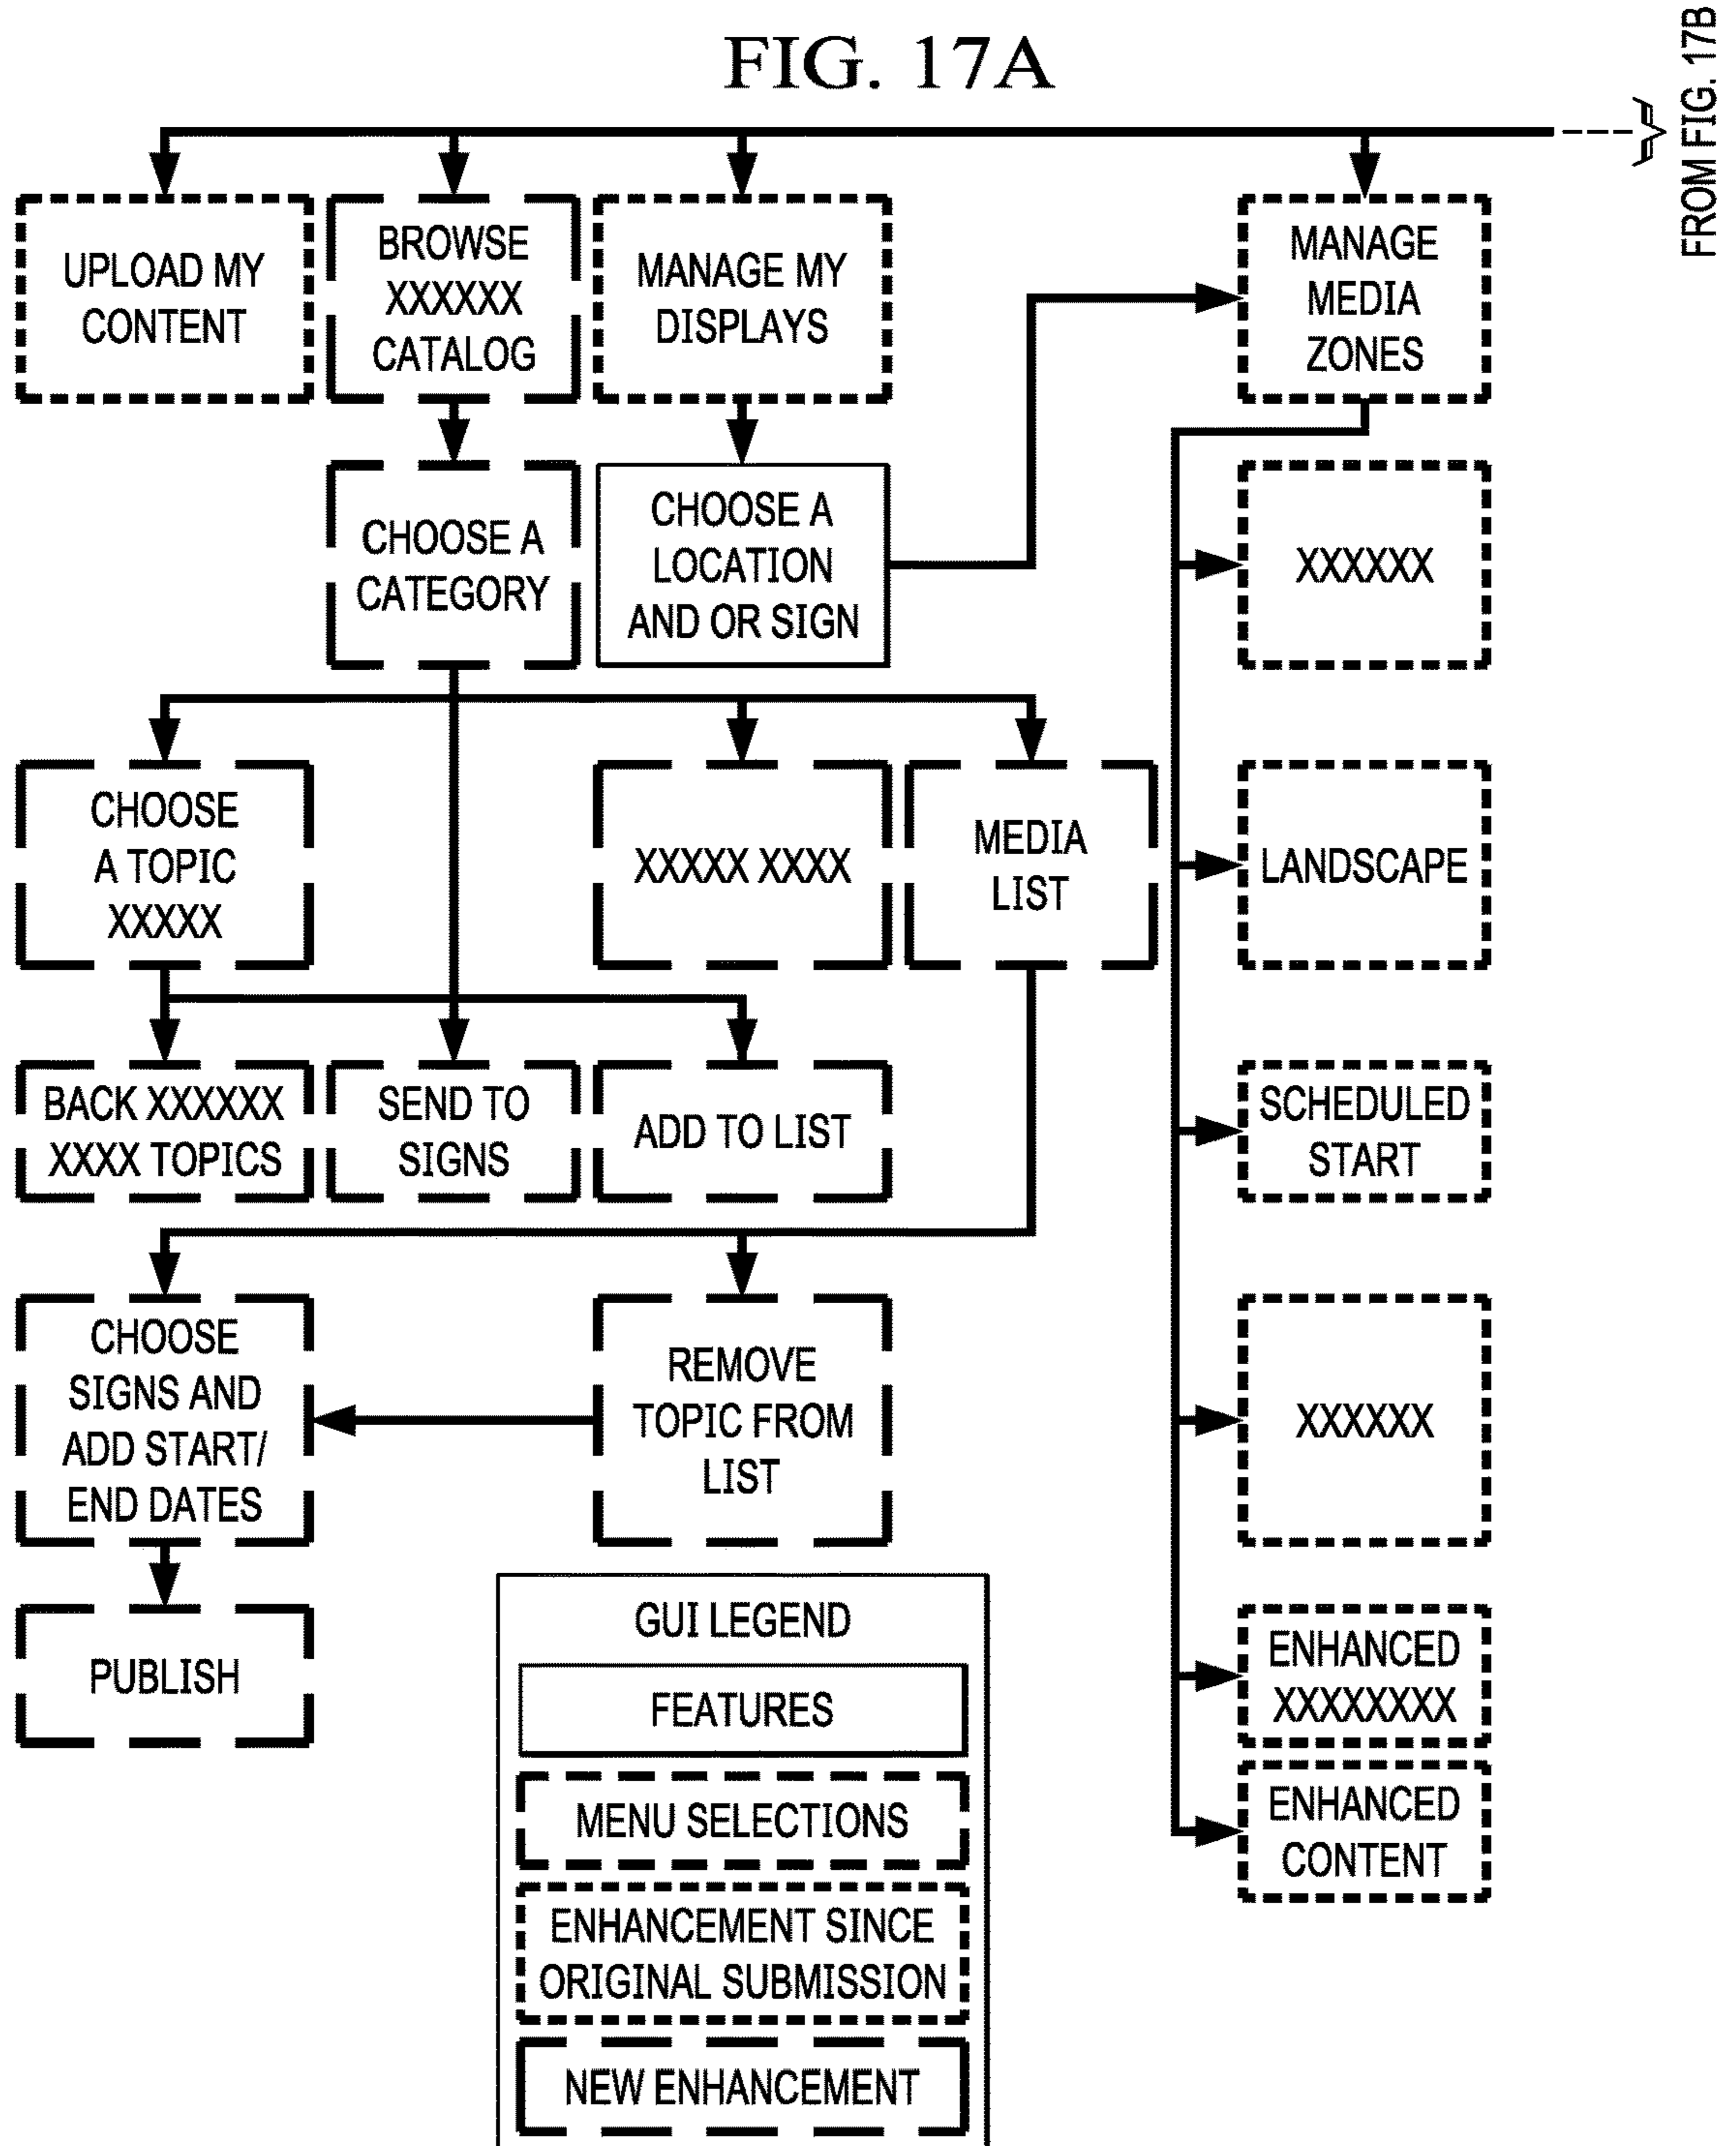 FIG. 17A
FROM FIG. 17B
UPLOAD MY
CONTENT
BROWSE
XXXXXX
CATALOG
MANAGE MY
DISPLAYS
MANAGE
MEDIA
ZONES
CHOOSE A
CATEGORY
CHOOSE A
LOCATION
AND OR SIGN
XXXXXX
CHOOSE
A TOPIC
XXXXX
XXXXX XXXX
MEDIA
LIST
LANDSCAPE
BACK XXXXXX
XXXX TOPICS
SEND TO
SIGNS
ADD TO LIST
SCHEDULED
START
CHOOSE
SIGNS AND
ADD START/
END DATES
REMOVE
TOPIC FROM
LIST
XXXXXX
PUBLISH
ENHANCED
XXXXXXXX
ENHANCED
CONTENT
GUI LEGEND
FEATURES
MENU SELECTIONS
ENHANCEMENT SINCE
ORIGINAL SUBMISSION
NEW ENHANCEMENT